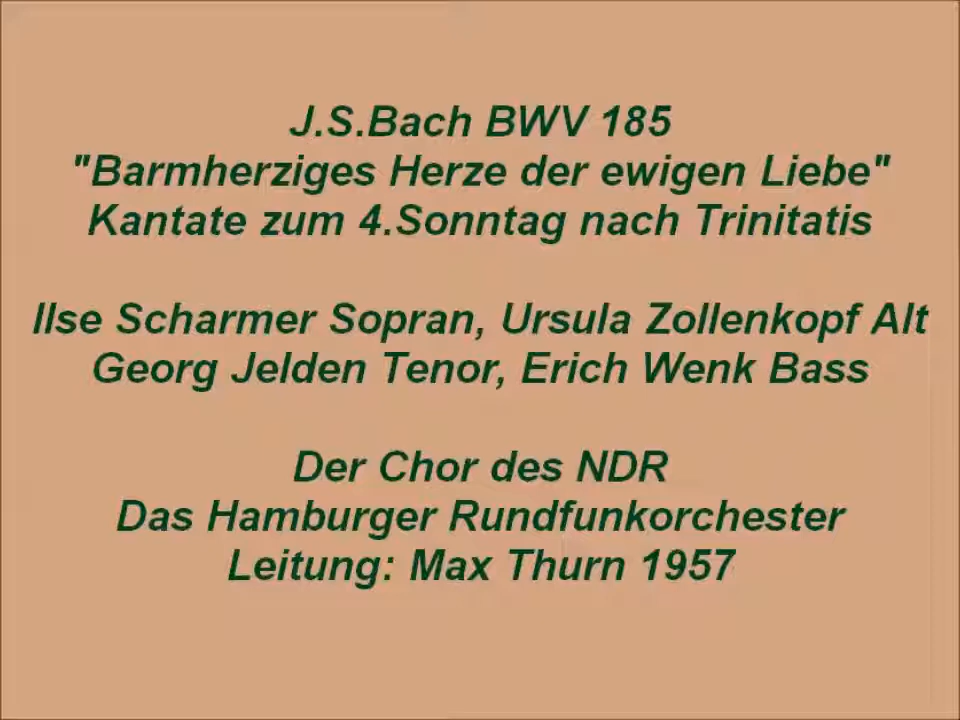 J.S.Bach BWV 185
"Barmherziges Herze der ewigen Liebe"
Kantate zum 4.Sonntag nach Trinitatis
Ilse Scharmer Sopran, Ursula Zollenkopf Alt
Georg Jelden Tenor, Erich Wenk Bass
Der Chor des NDR
Das Hamburger Rundfunkorchester
Leitung: Max Thurn 1957